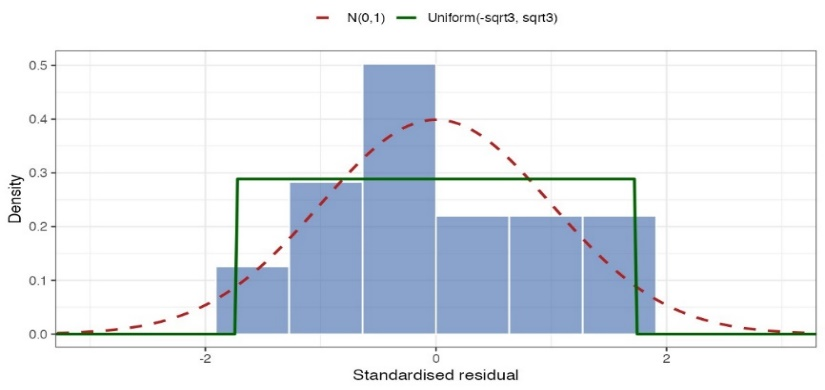 N(0,1) Uniform(-sqrt3, sqrt3)
0.5
0.4
0.3
0.2
0.1
0.0
Density
-2 0 2
Standardised residual